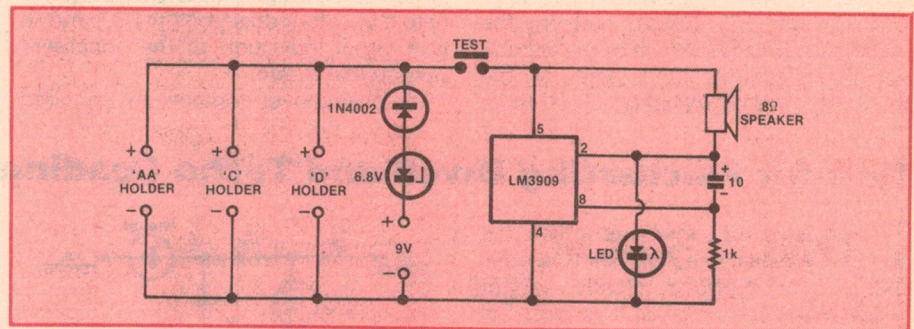 TEST
1N4002
8Ω
SPEAKER
5
2
+
+
+
+
'AA'
HOLDER
'C'
HOLDER
'D'
HOLDER
6.8V
LM3909
10
-
8
-
-
-
+
4
9V
-
LED
λ
1k